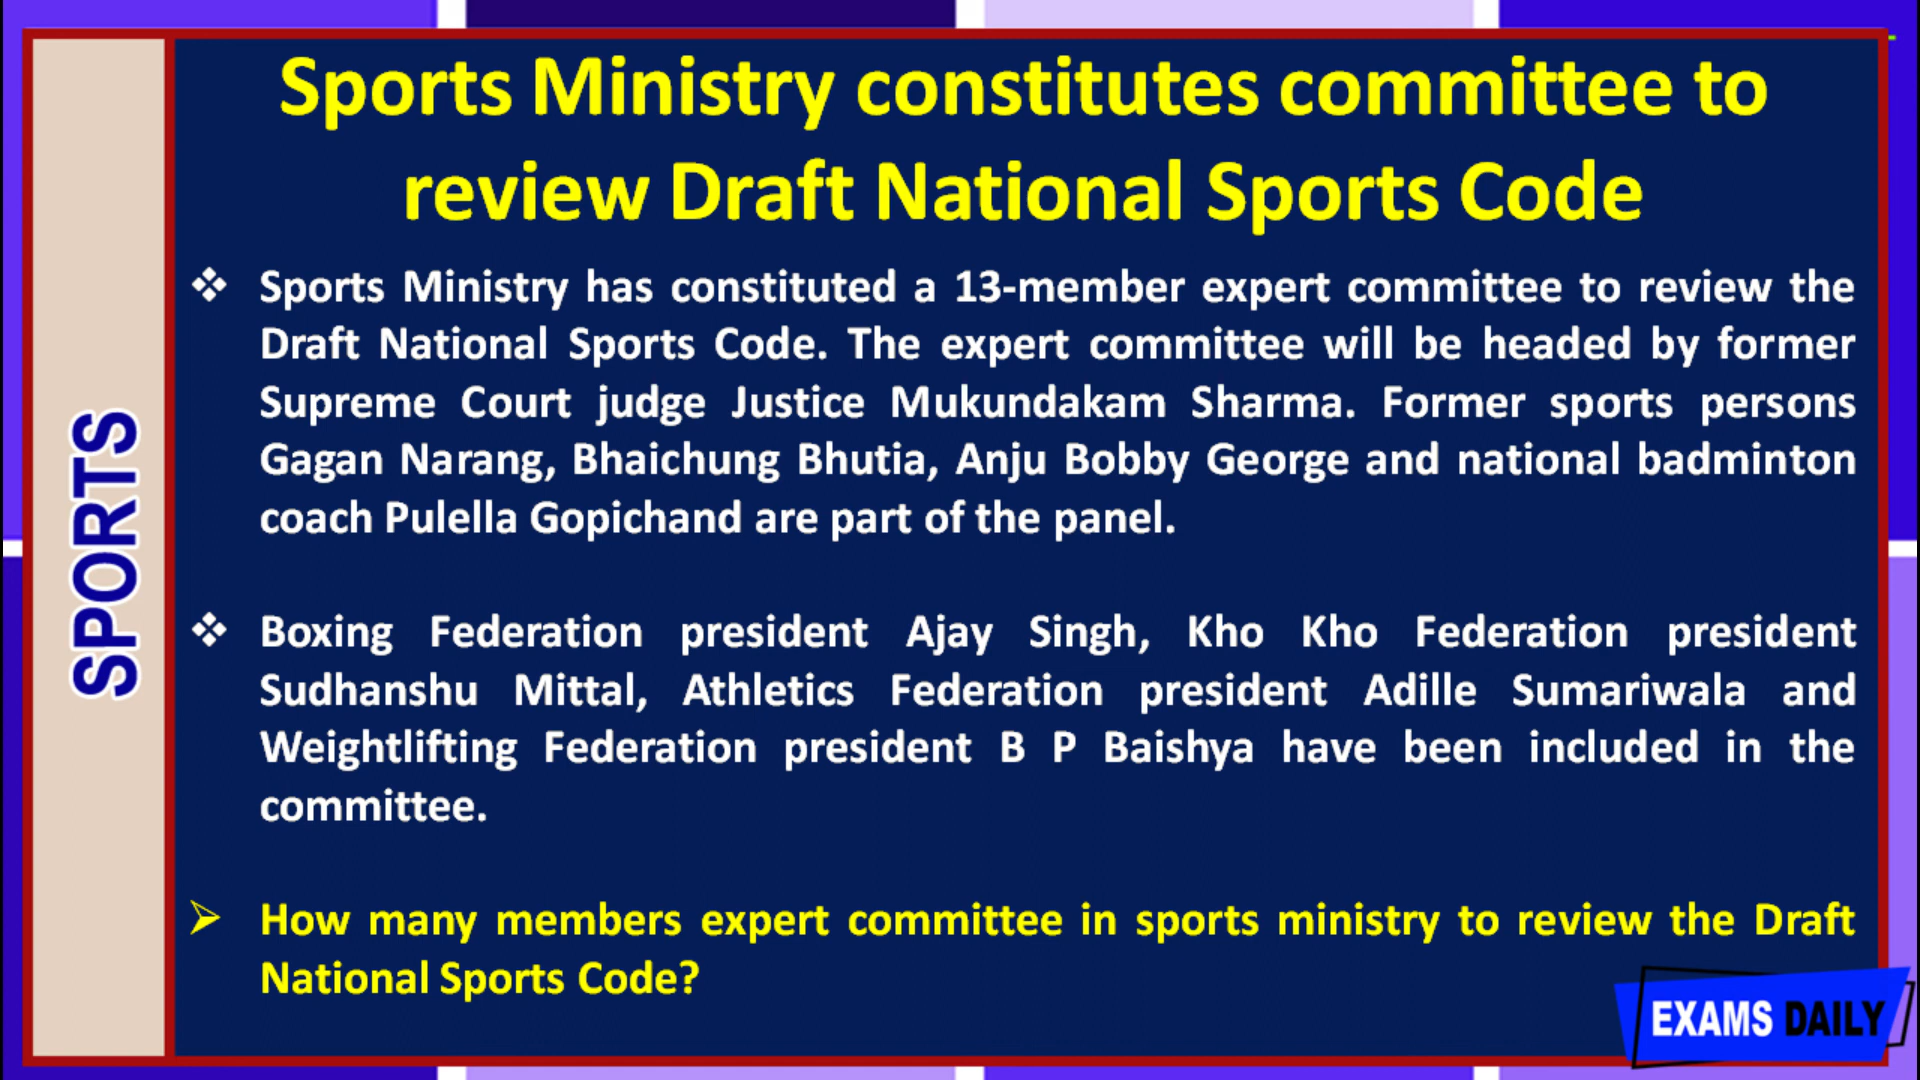 Sports Ministry constitutes committee to
review Draft National Sports Code
SPORTS
❖ Sports Ministry has constituted a 13-member expert committee to review the
Draft National Sports Code. The expert committee will be headed by former
Supreme Court judge Justice Mukundakam Sharma. Former sports persons
Gagan Narang, Bhaichung Bhutia, Anju Bobby George and national badminton
coach Pulella Gopichand are part of the panel.
❖ Boxing Federation president Ajay Singh, Kho Kho Federation president
Sudhanshu Mittal, Athletics Federation president Adille Sumariwala and
Weightlifting Federation president B P Baishya have been included in the
committee.
➢ How many members expert committee in sports ministry to review the Draft
National Sports Code?
EXAMS DAILY